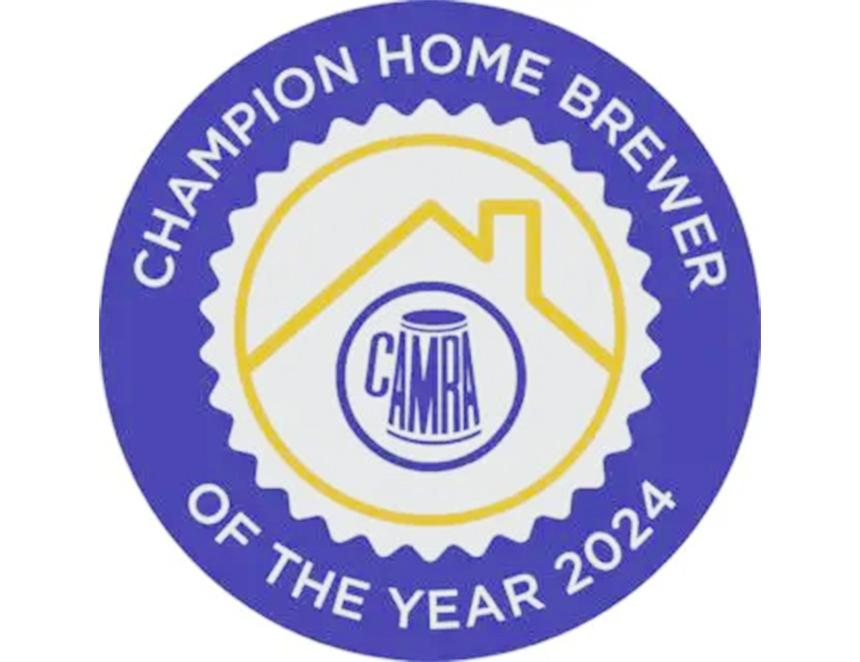 CHAMPION HOME BREWER
CAMRA
OF THE YEAR 2024